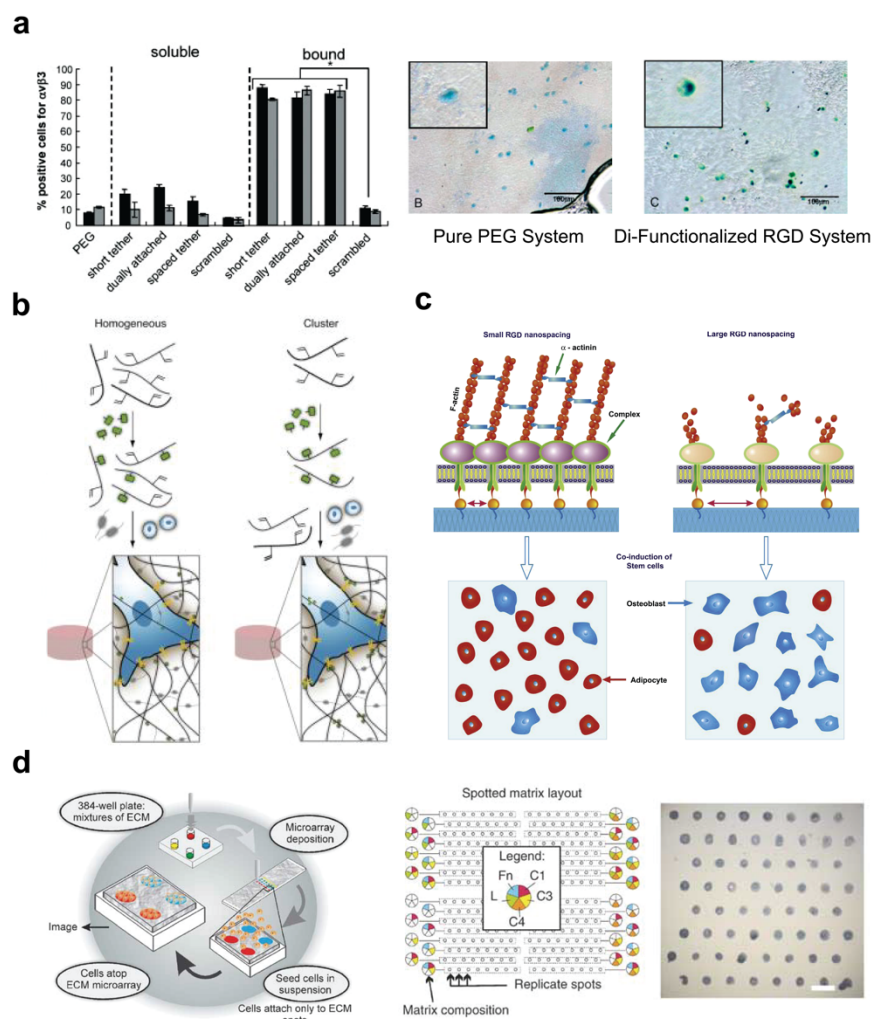 a
soluble
bound
*
% positive cells for αvβ3
100
90
80
70
60
50
40
30
20
10
0
PEG
short tether
dually attached
spaced tether
scrambled
short tether
dually attached
spaced tether
scrambled
B
100μm
C
100μm
Pure PEG System
Di-Functionalized RGD System
b
Homogeneous
Cluster
c
Small RGD nanospacing
Large RGD nanospacing
α - actinin
F-actin
Complex
Co-induction of
Stem cells
Osteoblast
Adipocyte
d
384-well plate:
mixtures of ECM
Microarray
deposition
Image
Cells atop
ECM microarray
Seed cells in
suspension
Cells attach only to ECM
Spotted matrix layout
Legend:
Fn
C1
L
C3
C4
Replicate spots
Matrix composition